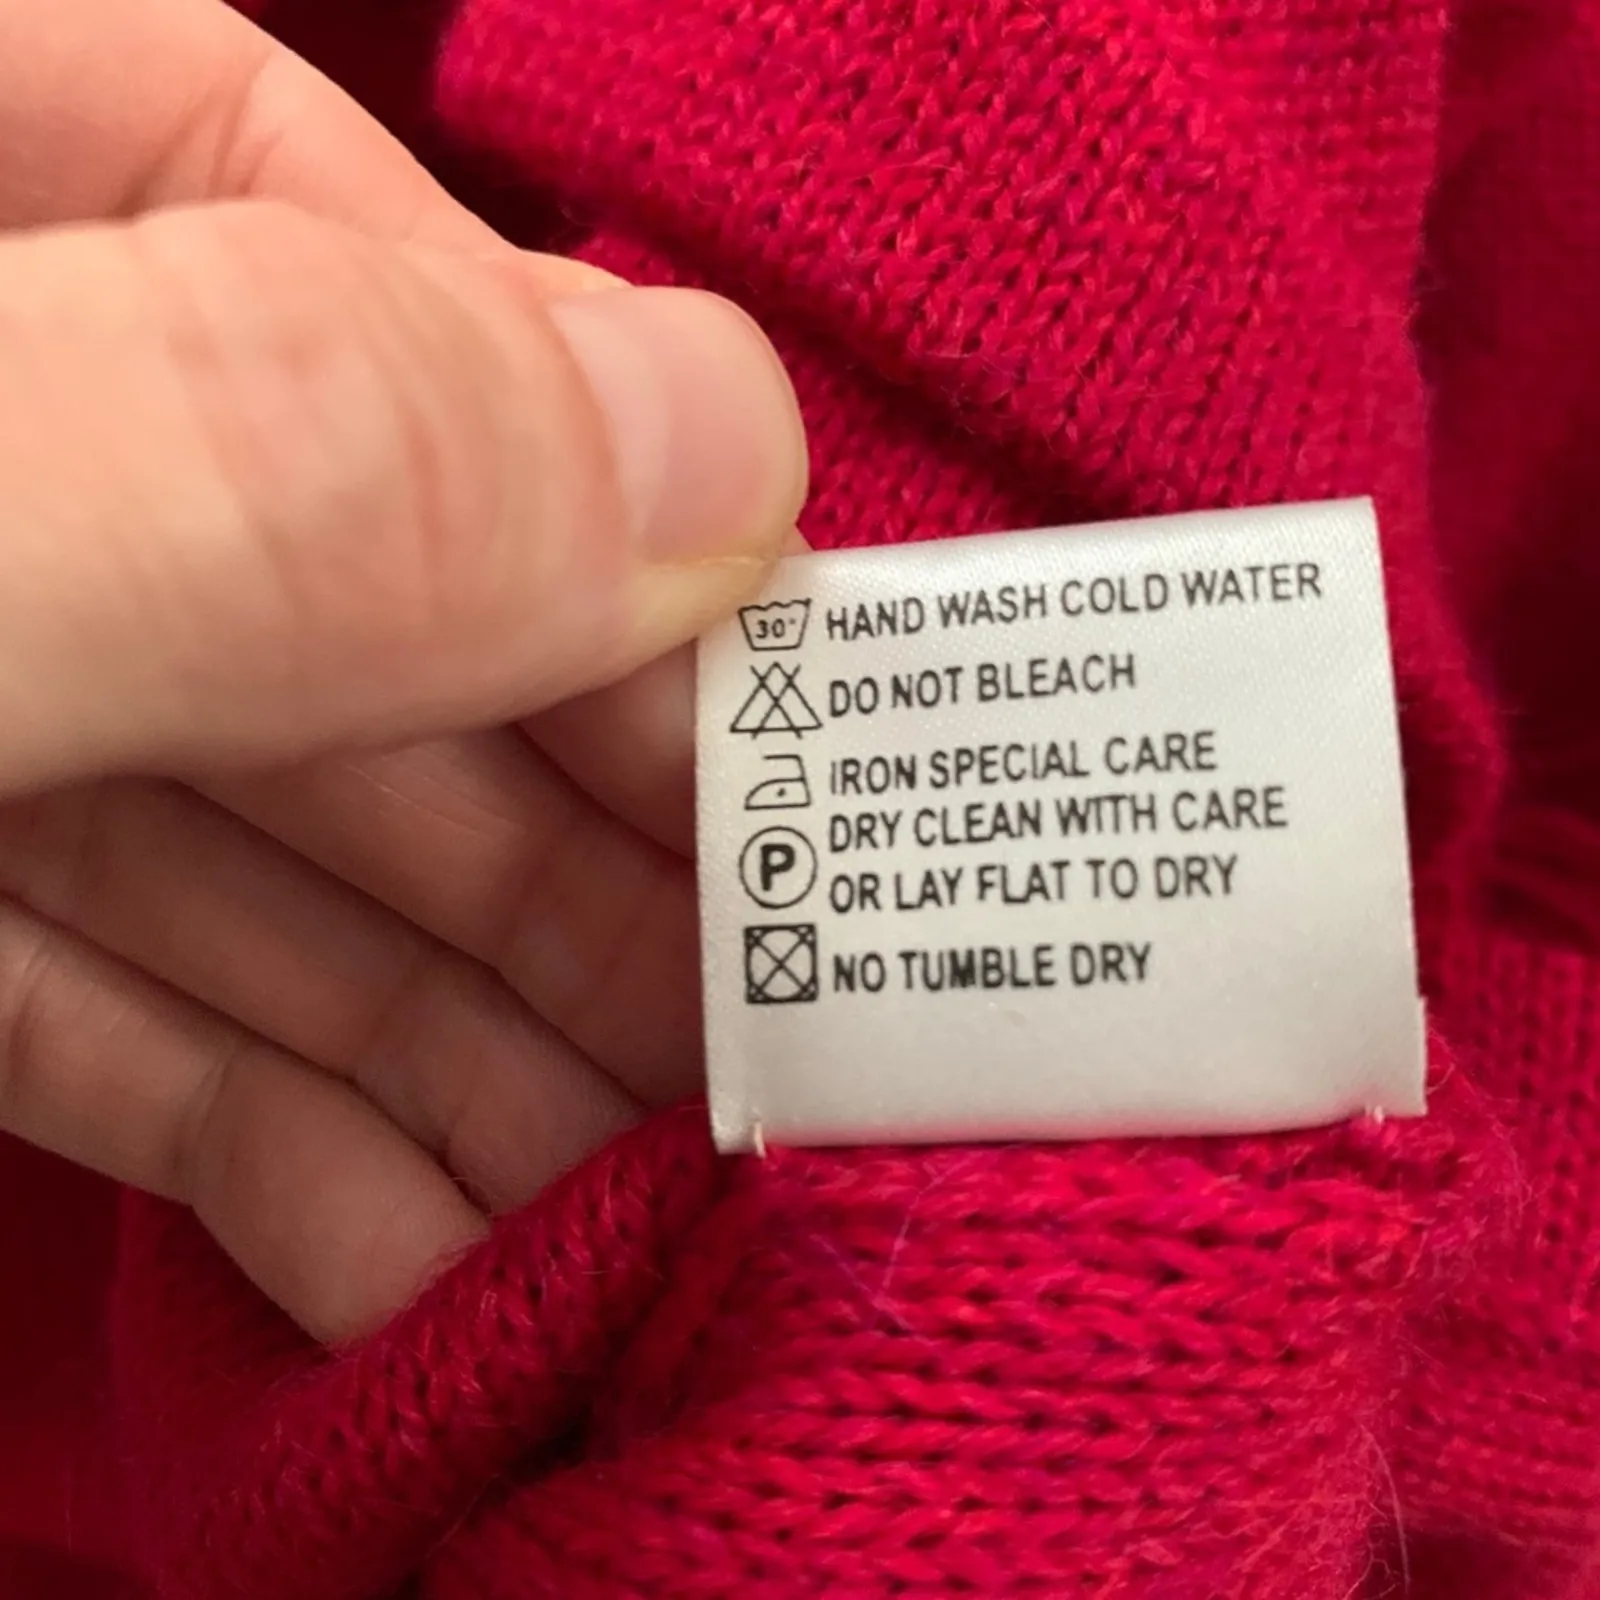 30° HAND WASH COLD WATER
DO NOT BLEACH
IRON SPECIAL CARE
DRY CLEAN WITH CARE
P
OR LAY FLAT TO DRY
NO TUMBLE DRY